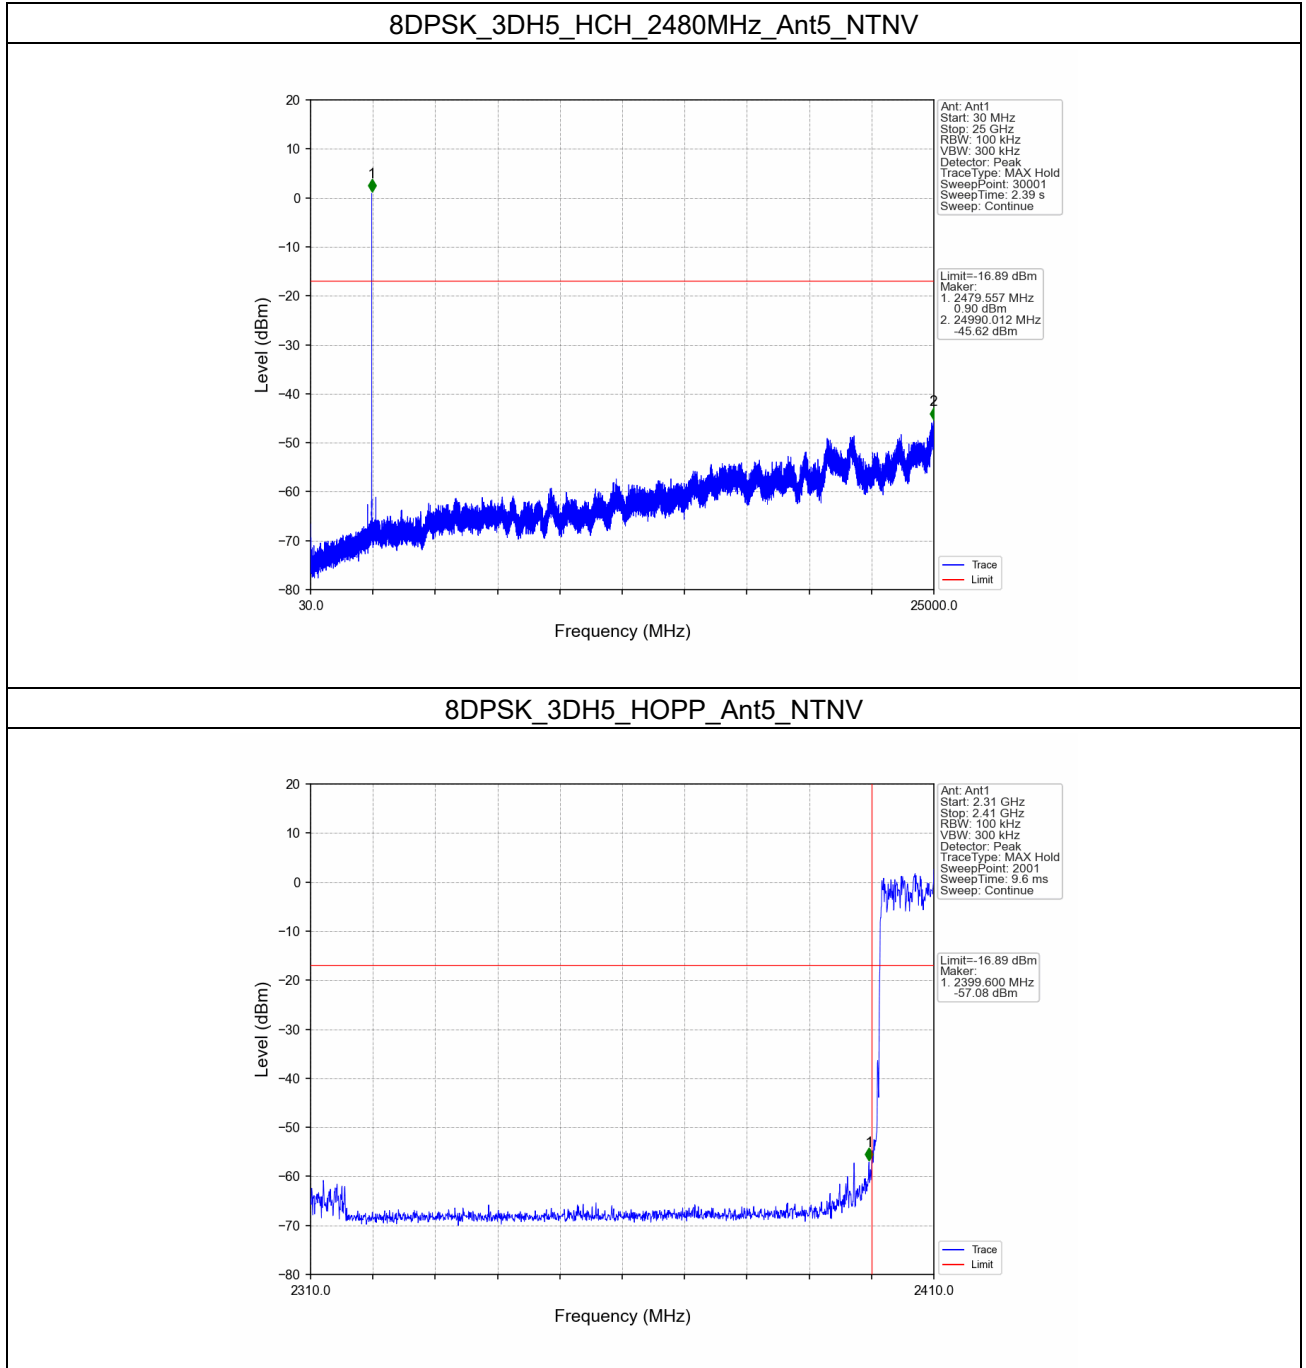 8DPSK_3DH5_HCH_2480MHz_Ant5_NTNV
20
10
0
−10
−20
−30
−40
−50
−60
−70
−80
Level (dBm)
1
2
30.0
25000.0
Frequency (MHz)
Ant: Ant1
Start: 30 MHz
Stop: 25 GHz
RBW: 100 kHz
VBW: 300 kHz
Detector: Peak
TraceType: MAX Hold
SweepPoint: 30001
SweepTime: 2.39 s
Sweep: Continue
Limit=-16.89 dBm
Maker:
1. 2479.557 MHz
0.90 dBm
2. 24990.012 MHz
-45.62 dBm
Trace
Limit
8DPSK_3DH5_HOPP_Ant5_NTNV
20
10
0
−10
−20
−30
−40
−50
−60
−70
−80
Level (dBm)
1
2310.0
2410.0
Frequency (MHz)
Ant: Ant1
Start: 2.31 GHz
Stop: 2.41 GHz
RBW: 100 kHz
VBW: 300 kHz
Detector: Peak
TraceType: MAX Hold
SweepPoint: 2001
SweepTime: 9.6 ms
Sweep: Continue
Limit=-16.89 dBm
Maker:
1. 2399.600 MHz
-57.08 dBm
Trace
Limit